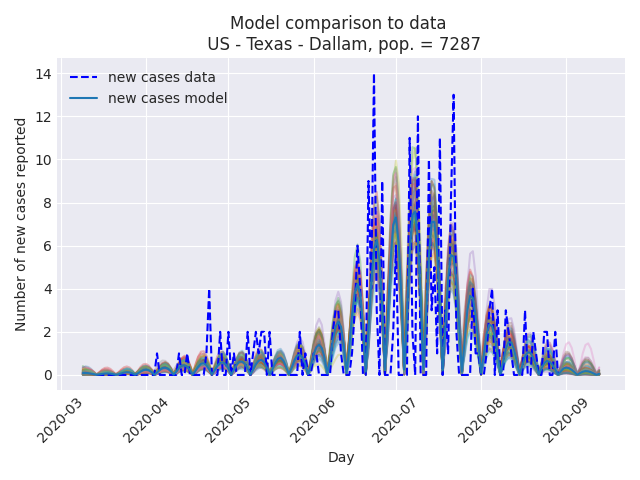 Model comparison to data
US - Texas - Dallam, pop. = 7287
new cases data
new cases model
Number of new cases reported
14
12
10
8
6
4
2
0
2020-03
2020-04
2020-05
2020-06
2020-07
2020-08
2020-09
Day